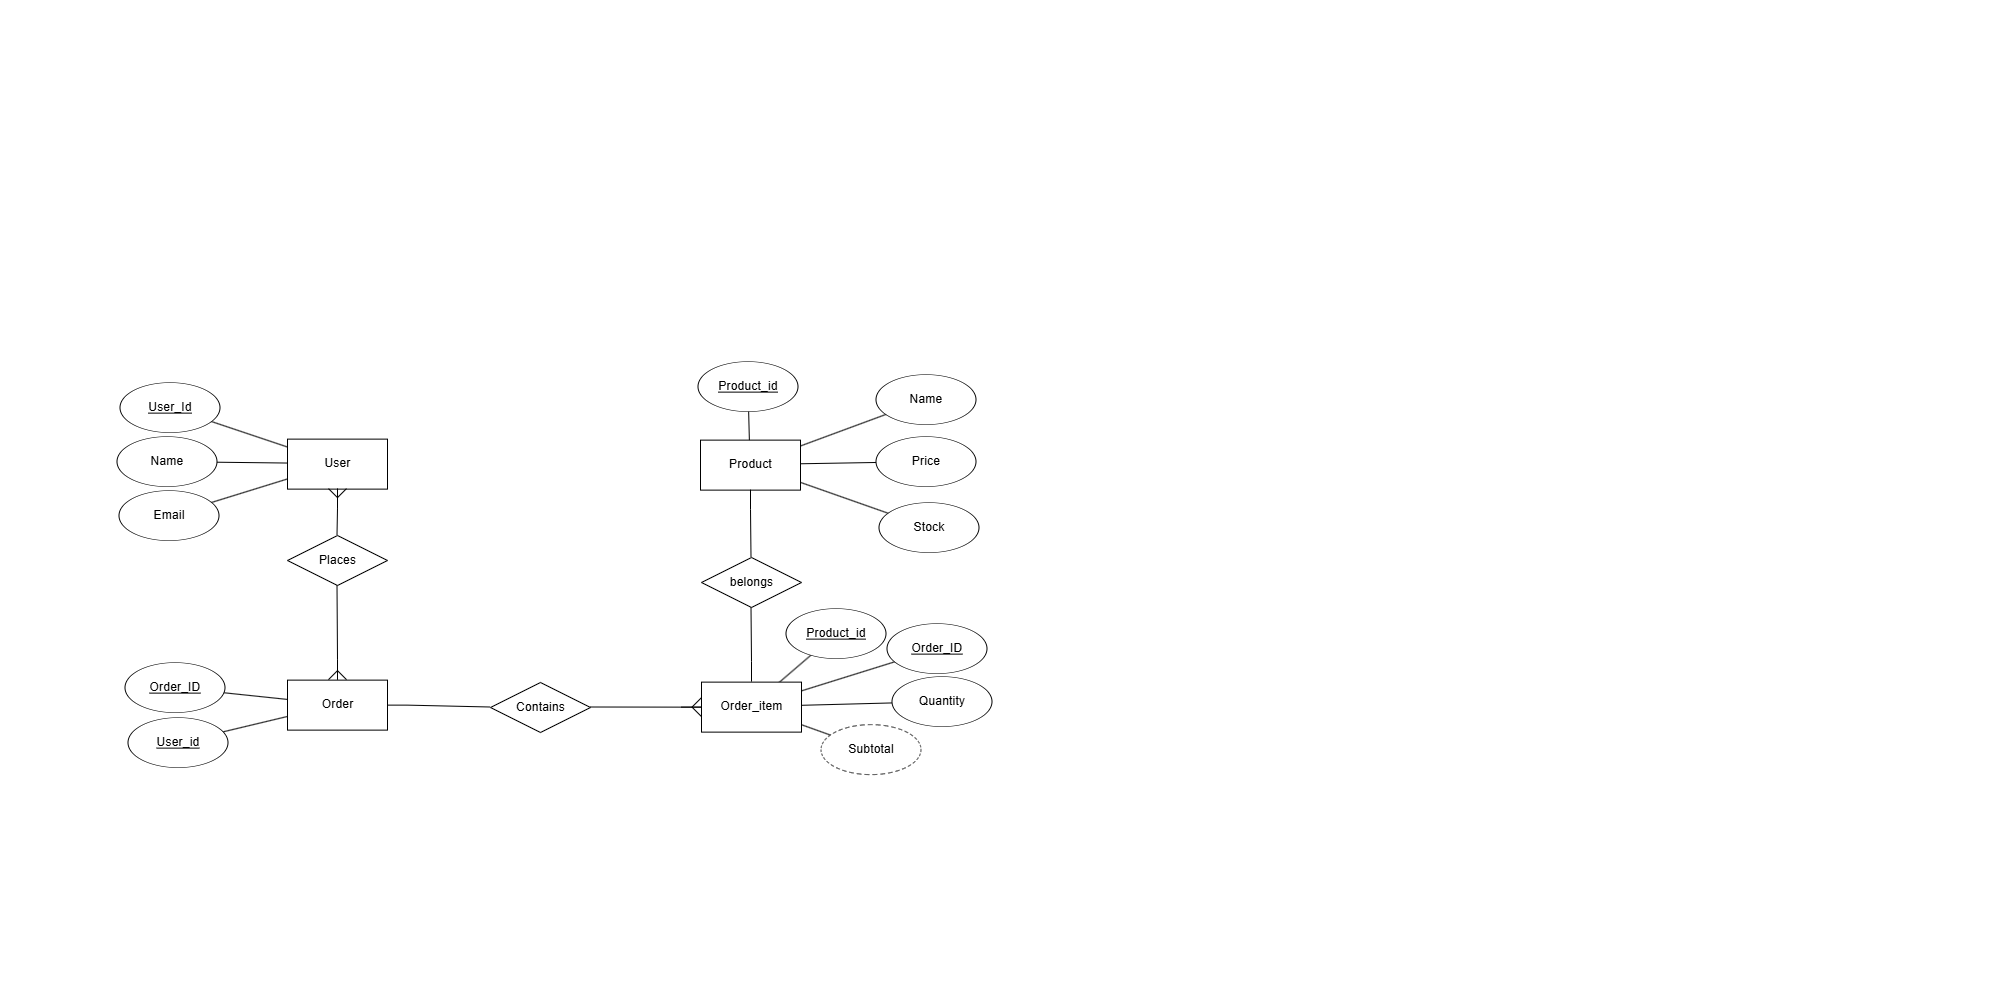 User_Id
Name
Email
User
Places
Order_ID
User_id
Order
Contains
Product_id
Product
Name
Price
Stock
belongs
Product_id
Order_ID
Quantity
Subtotal
Order_item